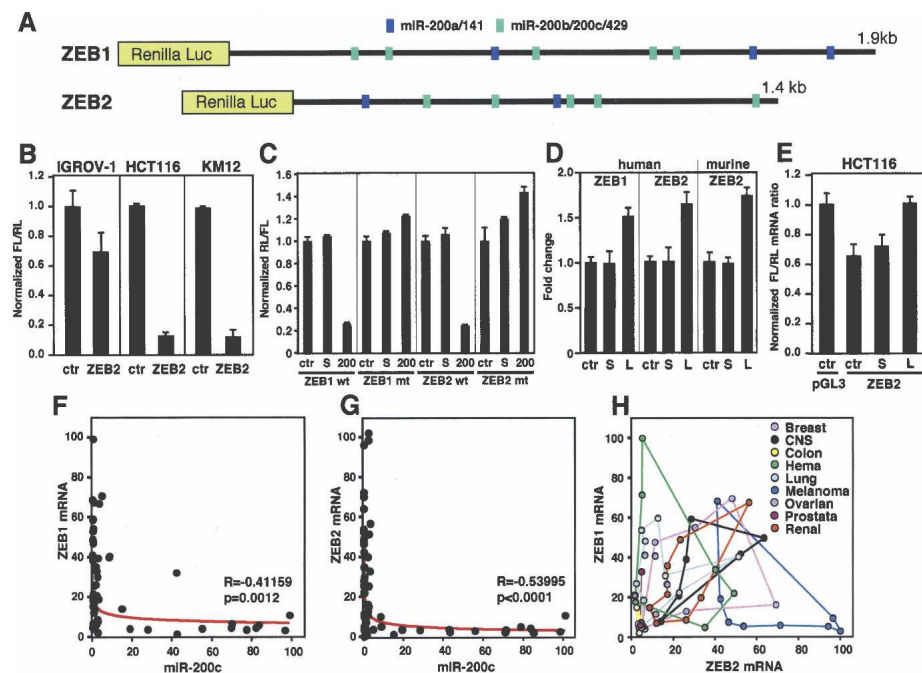 A
miR-200a/141
miR-200b/200c/429
ZEB1
Renilla Luc
1.9kb
ZEB2
Renilla Luc
1.4 kb
B
IGROV-1 HCT116 KM12
Normalized FL/RL
1.0
0.8
0.6
0.4
0.2
0.0
ctr ZEB2 ctr ZEB2 ctr ZEB2
C
Normalized RL/FL
1.6
1.4
1.2
1.0
0.8
0.6
0.4
0.2
0
ctr S 200 ctr S 200 ctr S 200 ctr S 200
ZEB1 wt ZEB1 mt ZEB2 wt ZEB2 mt
D
human murine
ZEB1 ZEB2 ZEB2
Fold change
2.0
1.5
1.0
0.5
0.0
ctr S L ctr S L ctr S L
E
HCT116
Normalized FL/RL mRNA ratio
1.2
1.0
0.8
0.6
0.4
0.2
0.0
ctr ctr S L
pGL3 ZEB2
F
ZEB1 mRNA
100
80
60
40
20
0
R=-0.41159
p=0.0012
0 20 40 60 80 100
miR-200c
G
ZEB2 mRNA
100
80
60
40
20
0
R=-0.53995
p<0.0001
0 20 40 60 80 100
miR-200c
H
ZEB1 mRNA
100
80
60
40
20
0
Breast
CNS
Colon
Hema
Lung
Melanoma
Ovarian
Prostata
Renal
0 20 40 60 80 100
ZEB2 mRNA